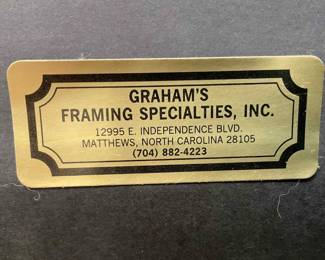 GRAHAM'S
FRAMING SPECIALTIES, INC.
12995 E. INDEPENDENCE BLVD.
MATTHEWS, NORTH CAROLINA 28105
(704) 882-4223